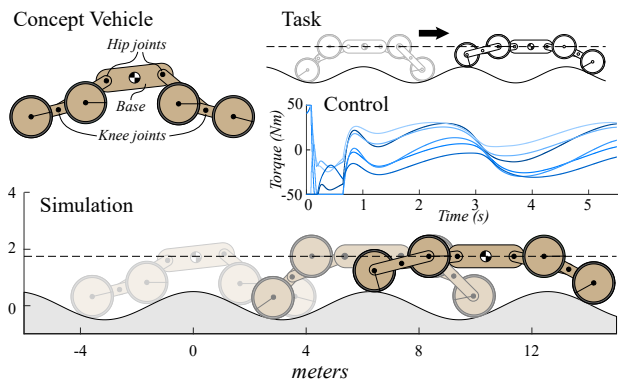 Concept Vehicle
Hip joints
Base
Knee joints
Task
Control
Torque (Nm)
50
0
-50
0
1
2
3
4
5
Time (s)
Simulation
4
2
0
-4
0
4
8
12
meters